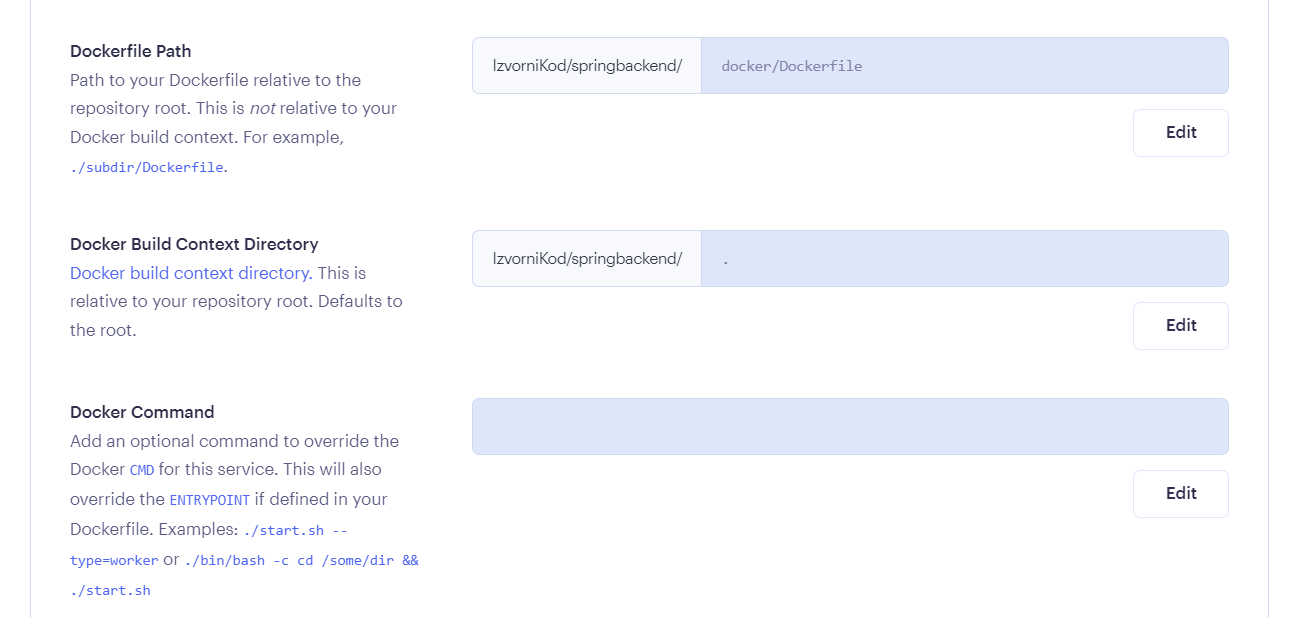 Dockerfile Path
Path to your Dockerfile relative to the
repository root. This is not relative to your
Docker build context. For example,
./subdir/Dockerfile.
IzvorniKod/springbackend/ docker/Dockerfile
Edit
Docker Build Context Directory
Docker build context directory. This is
relative to your repository root. Defaults to
the root.
IzvorniKod/springbackend/ .
Edit
Docker Command
Add an optional command to override the
Docker CMD for this service. This will also
override the ENTRYPOINT if defined in your
Dockerfile. Examples: ./start.sh --
type=worker or ./bin/bash -c cd /some/dir &&
./start.sh
Edit